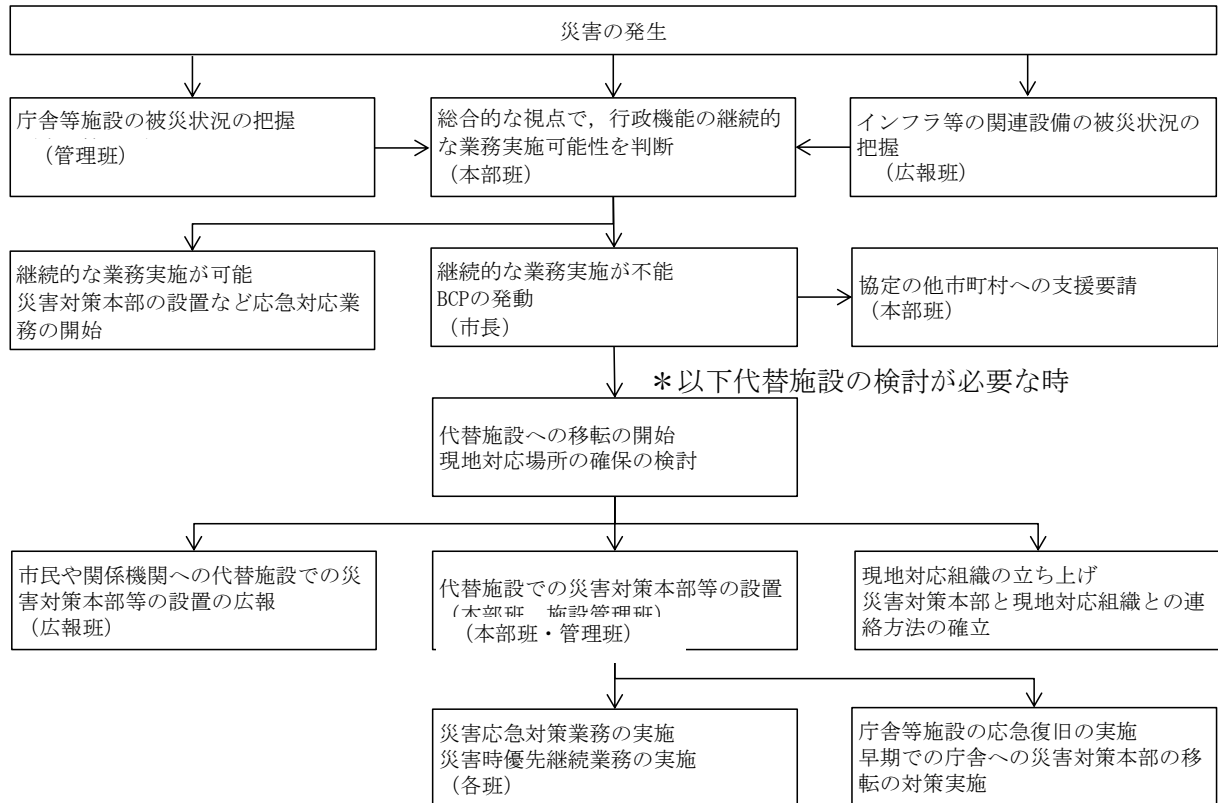 災害の発生
庁舎等施設の被災状況の把握
（管理班）
総合的な視点で，行政機能の継続的
な業務実施可能性を判断
（本部班）
インフラ等の関連設備の被災状況の
把握
（広報班）
継続的な業務実施が可能
災害対策本部の設置など応急対応業
務の開始
継続的な業務実施が不能
BCPの発動
（市長）
協定の他市町村への支援要請
（本部班）
＊以下代替施設の検討が必要な時
代替施設への移転の開始
現地対応場所の確保の検討
市民や関係機関への代替施設での災
害対策本部等の設置の広報
（広報班）
代替施設での災害対策本部等の設置
（本部班・管理班）
現地対応組織の立ち上げ
災害対策本部と現地対応組織との連
絡方法の確立
災害応急対策業務の実施
災害時優先継続業務の実施
（各班）
庁舎等施設の応急復旧の実施
早期での庁舎への災害対策本部の移
転の対策実施